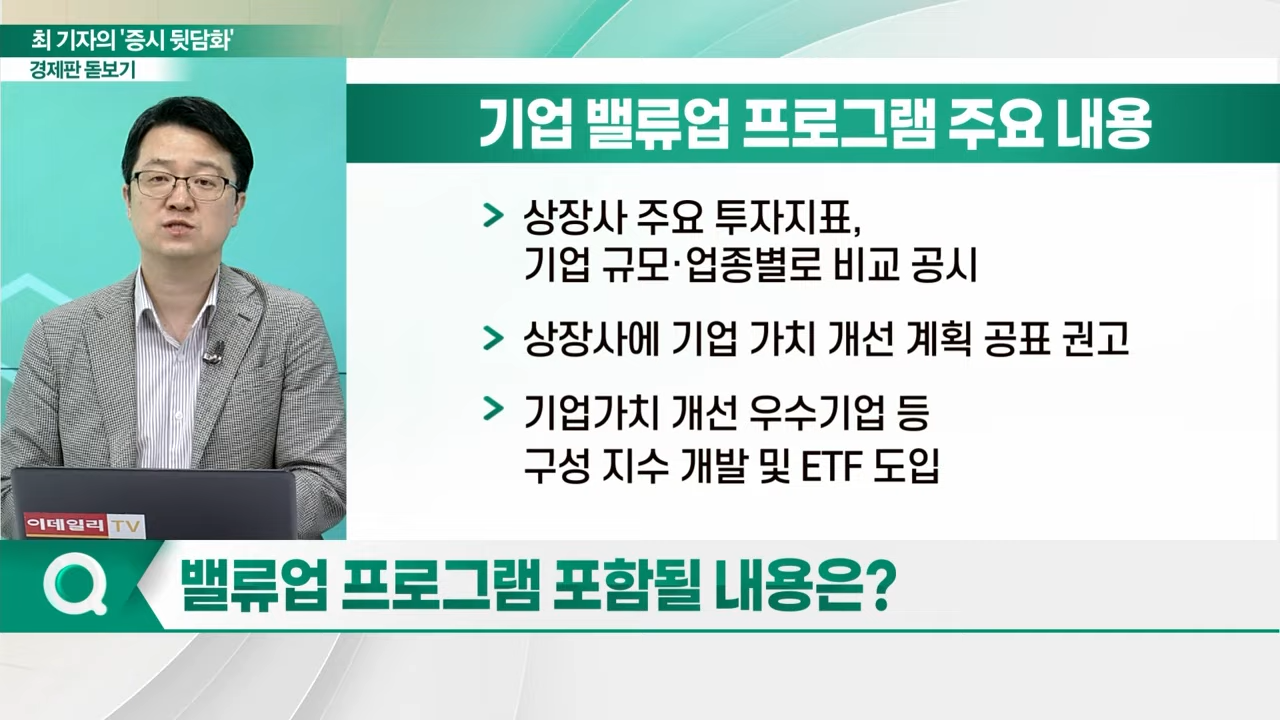 최 기자의 '증시 뒷담화'
경제판 돋보기
기업 밸류업 프로그램 주요 내용
> 상장사 주요 투자지표,
기업 규모·업종별로 비교 공시
> 상장사에 기업 가치 개선 계획 공표 권고
> 기업가치 개선 우수기업 등
구성 지수 개발 및 ETF 도입
이데일리 TV
Q 밸류업 프로그램 포함될 내용은?